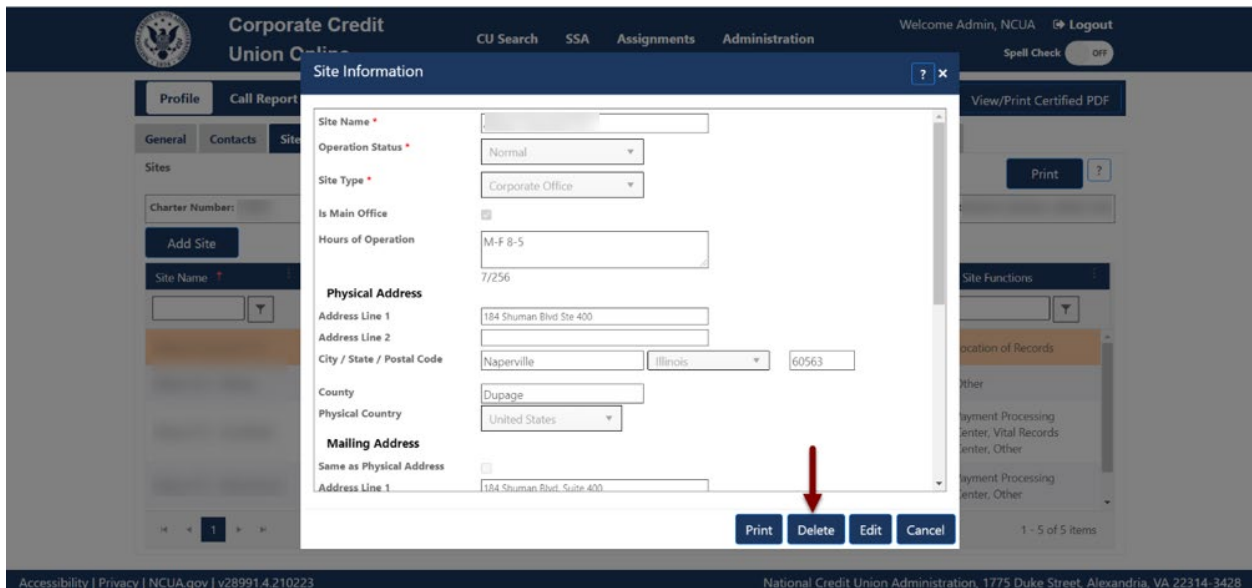 Corporate Credit
Union Online
CU Search SSA Assignments Administration
Welcome Admin, NCUA Logout
Spell Check OFF
Site Information ? ×
Profile Call Report
View/Print Certified PDF
General Contacts Site
Sites
Print ?
Charter Number:
Add Site
Site Name
Site Functions
Site Name *
Operation Status * Normal
Site Type * Corporate Office
Is Main Office
Hours of Operation M-F 8-5
7/256
Physical Address
Address Line 1 184 Shuman Blvd Ste 400
Address Line 2
City / State / Postal Code Naperville Illinois 60563
County Dupage
Physical Country United States
Mailing Address
Same as Physical Address
Address Line 1 184 Shuman Blvd, Suite 400
ocation of Records
Other
Payment Processing
Center, Vital Records
Center, Other
Payment Processing
Center, Other
Print Delete Edit Cancel
1
1 - 5 of 5 items
Accessibility | Privacy | NCUA.gov | v28991.4.210223
National Credit Union Administration, 1775 Duke Street, Alexandria, VA 22314-3428